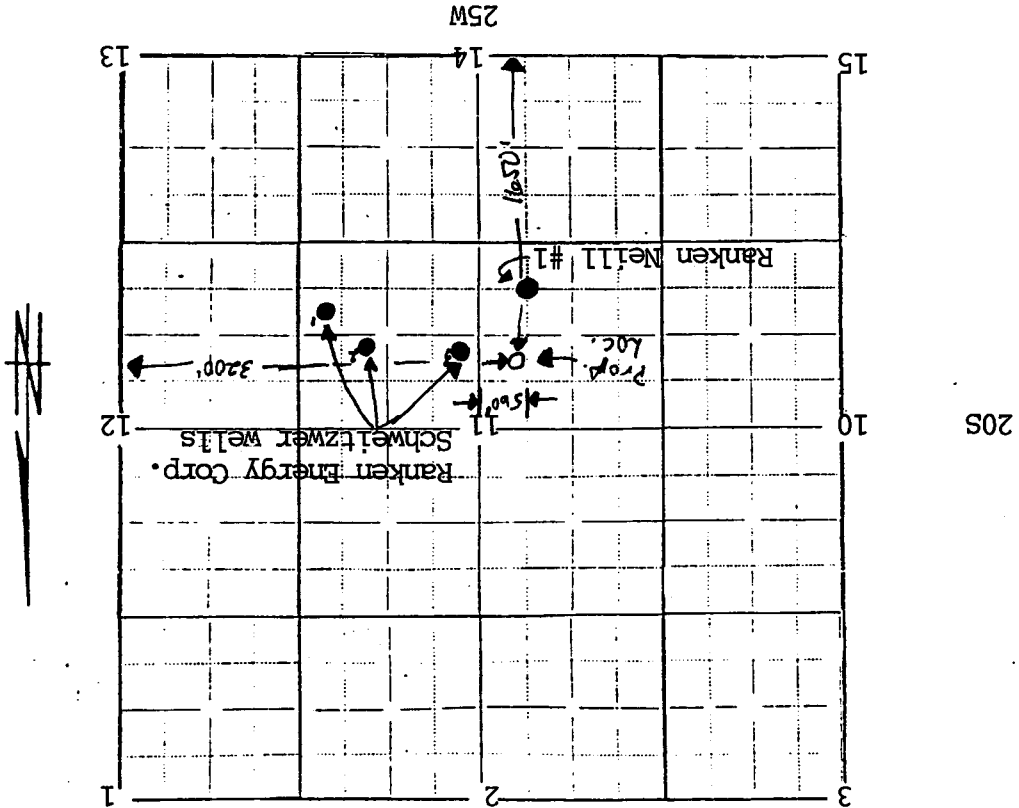 3 2 1
Ranken Energy Corp.
Schweitzwer wells
20S 10 11 12
560'
Prop.
Loc.
3200'
Ranken Neill #1
1650'
15 14 13
25W
N